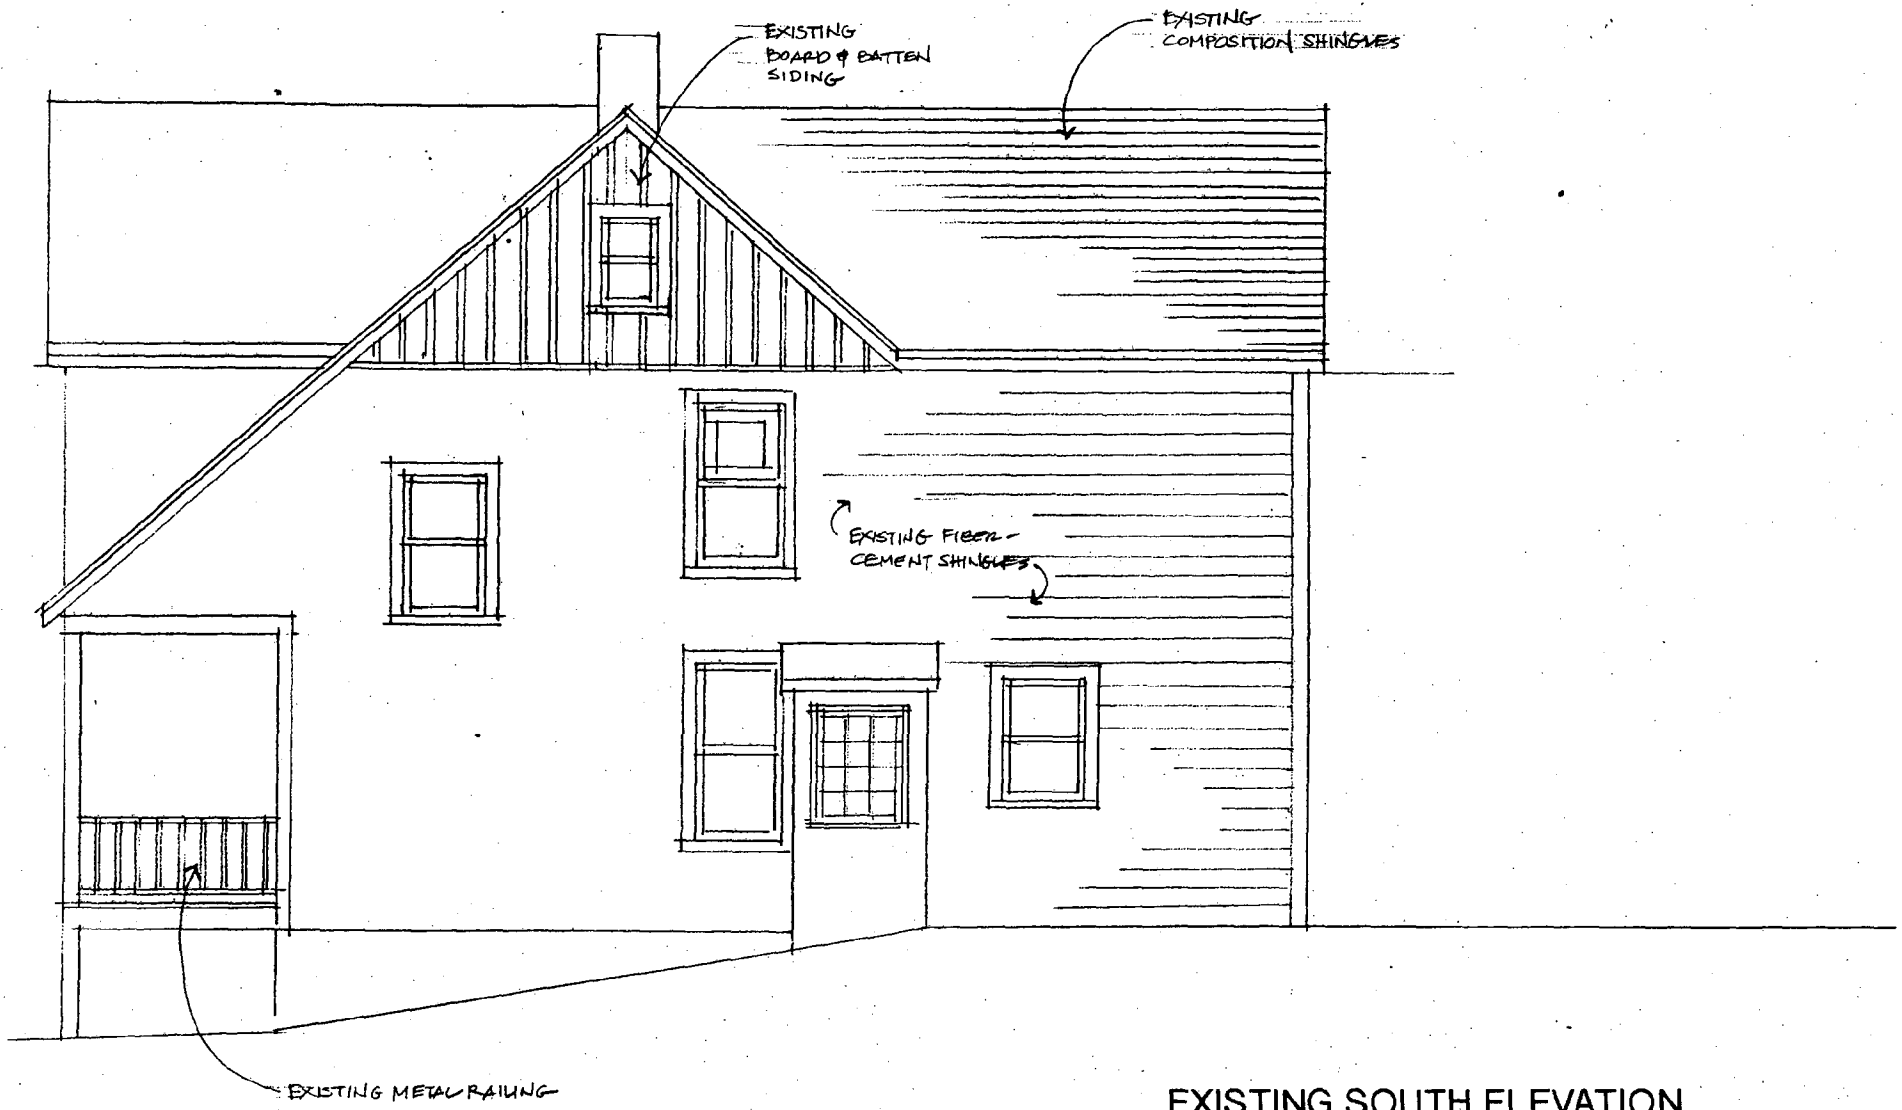 EXISTING
BOARD & BATTEN
SIDING
EXISTING
COMPOSITION SHINGLES
EXISTING FIBER-
CEMENT SHINGLES
EXISTING METAL RAILING
EXISTING SOUTH ELEVATION